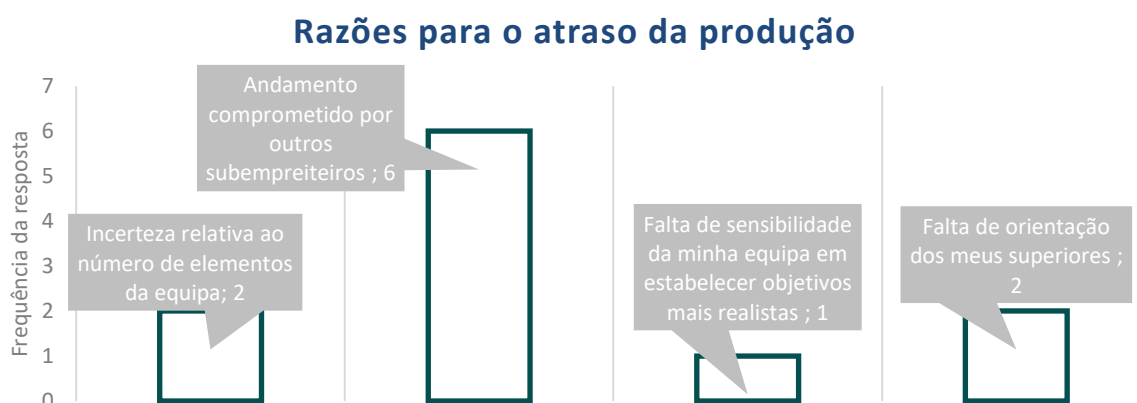 Razões para o atraso da produção
Frequência da resposta
7
6
5
4
3
2
1
0
Incerteza relativa ao
número de elementos
da equipa; 2
Andamento
comprometido por
outros
subempreiteiros ; 6
Falta de sensibilidade
da minha equipa em
estabelecer objetivos
mais realistas ; 1
Falta de orientação
dos meus superiores ;
2